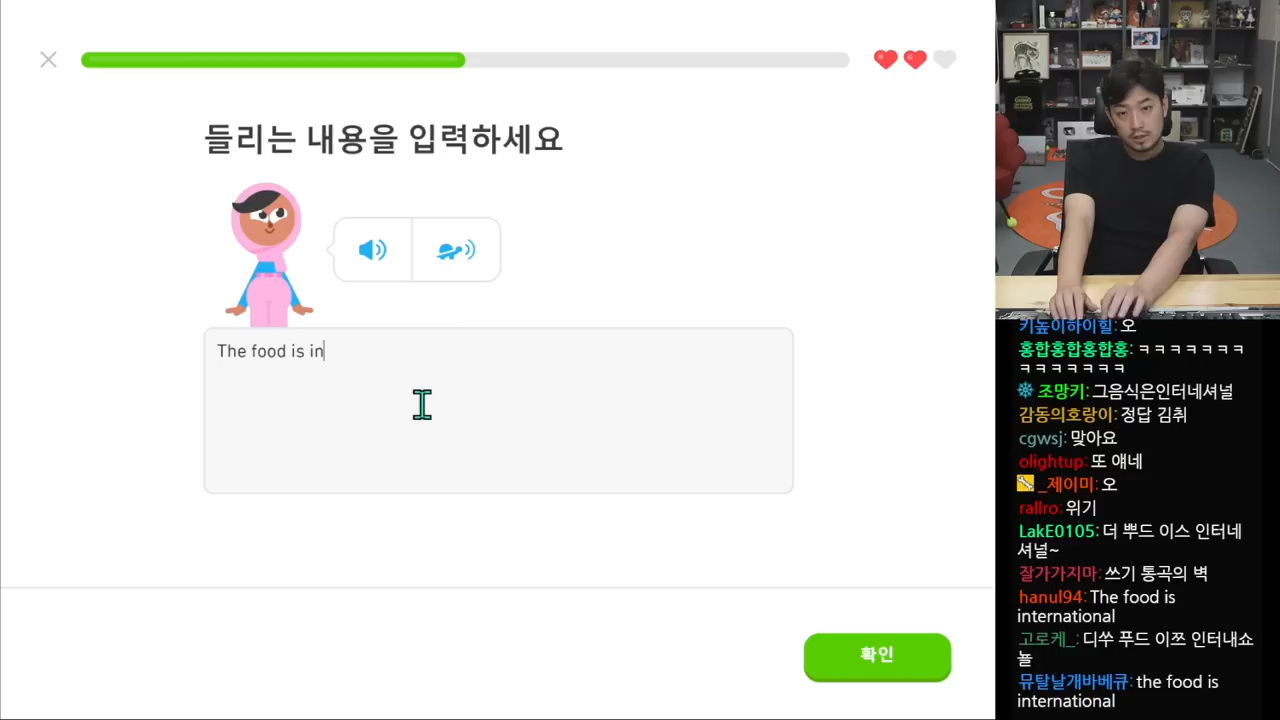 들리는 내용을 입력하세요
The food is in
확인
키높이하이힐: 오
홍합홍합홍합홍: ㅋㅋㅋㅋㅋㅋㅋ
ㅋㅋㅋㅋㅋㅋㅋ
조망키: 그음식은인터네셔널
감동의호랑이: 정답 김취
cgwsj: 맞아요
olightup: 또 얘네
_제이미: 오
rallro: 위기
LakE0105: 더 뿌드 이스 인터네
셔널~
잘가가지마: 쓰기 통곡의 벽
hanul94: The food is
international
고로케_: 디쑤 푸드 이쯔 인터내쇼
뇰
뮤탈날개바베큐: the food is
international